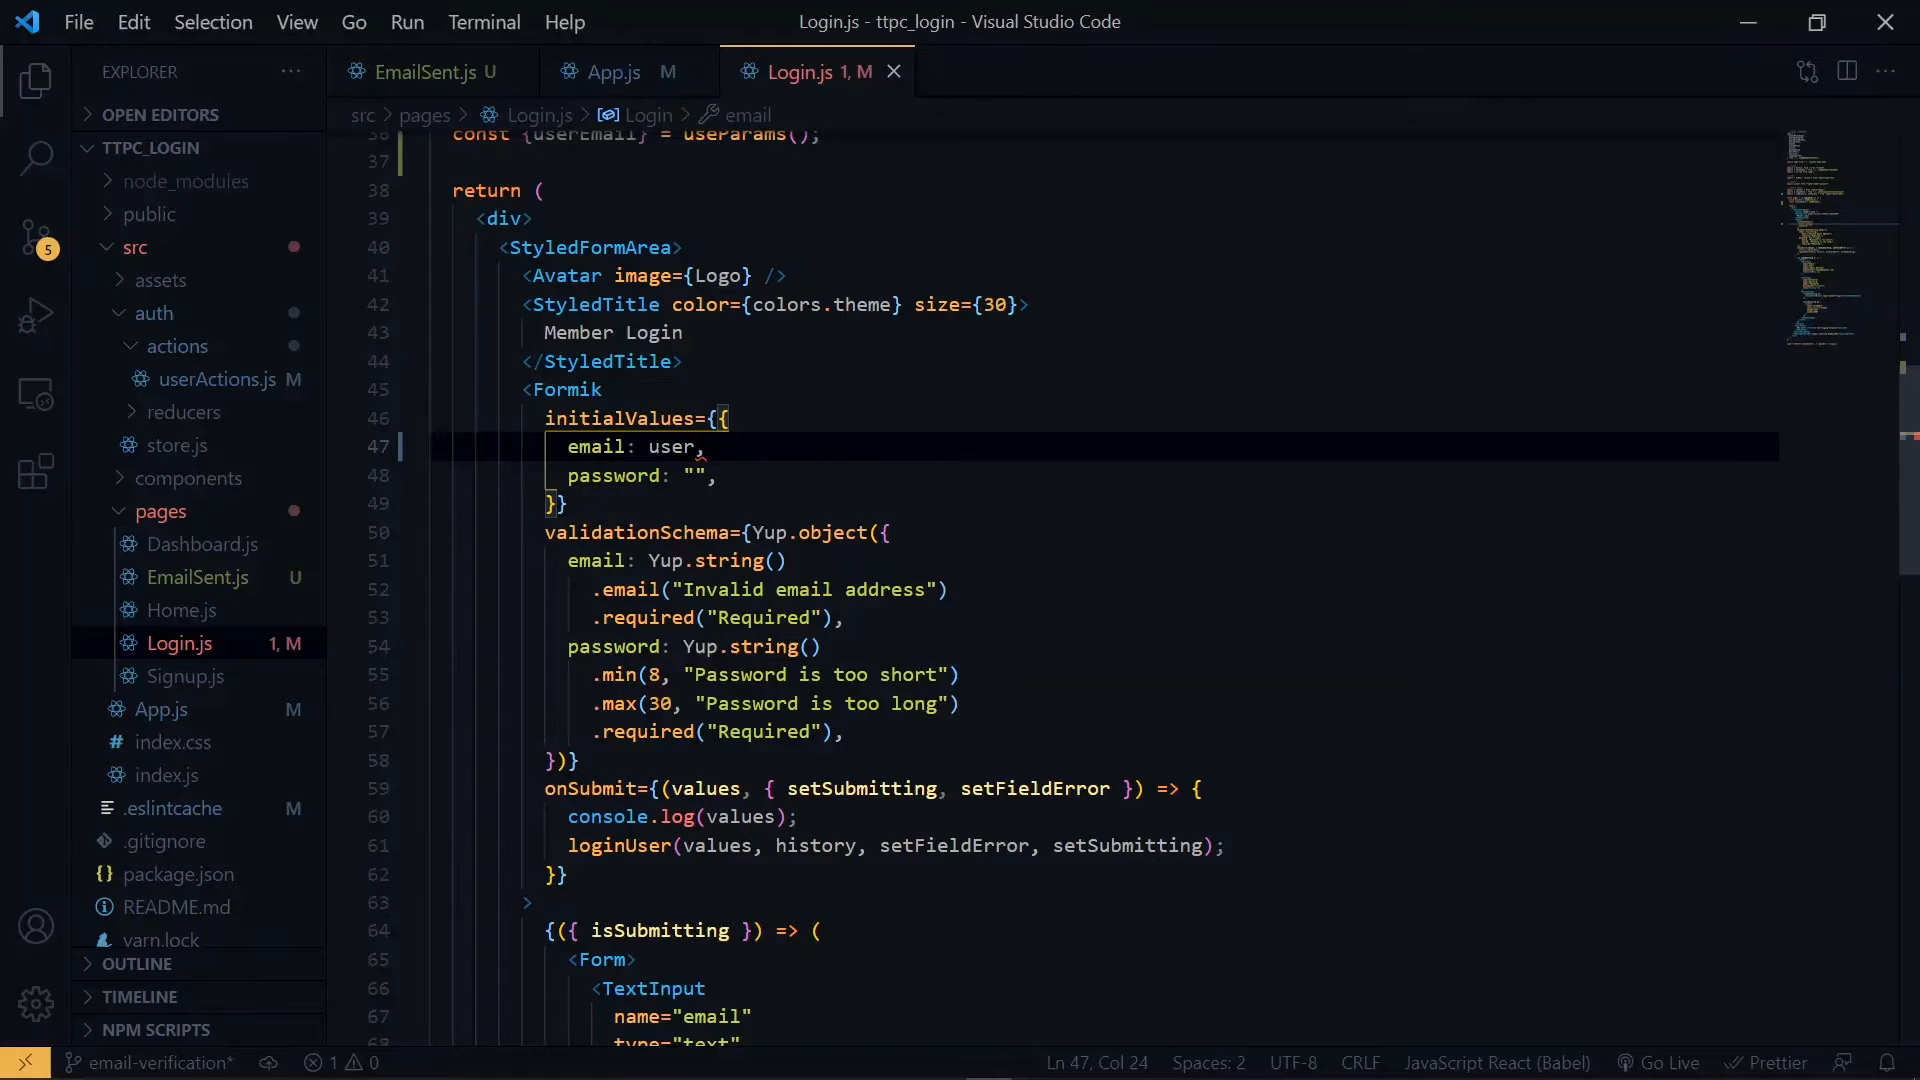 File Edit Selection View Go Run Terminal Help
Login.js - ttpc_login - Visual Studio Code
EXPLORER
OPEN EDITORS
TTPC_LOGIN
node_modules
public
src
assets
auth
actions
userActions.js M
reducers
store.js
components
pages
Dashboard.js
EmailSent.js U
Home.js
Login.js 1, M
Signup.js
App.js M
index.css
index.js
.eslintcache M
.gitignore
package.json
README.md
yarn.lock
OUTLINE
TIMELINE
NPM SCRIPTS
5
EmailSent.js U
App.js M
Login.js 1, M
src > pages > Login.js > Login > email
36 const {userEmail} = useParams();
37
38 return (
39 <div>
40 <StyledFormArea>
41 <Avatar image={Logo} />
42 <StyledTitle color={colors.theme} size={30}>
43 Member Login
44 </StyledTitle>
45 <Formik
46 initialValues={{
47 email: user,
48 password: "",
49 }}
50 validationSchema={Yup.object({
51 email: Yup.string()
52 .email("Invalid email address")
53 .required("Required"),
54 password: Yup.string()
55 .min(8, "Password is too short")
56 .max(30, "Password is too long")
57 .required("Required"),
58 })}
59 onSubmit={(values, { setSubmitting, setFieldError }) => {
60 console.log(values);
61 loginUser(values, history, setFieldError, setSubmitting);
62 }}
63 >
64 {({ isSubmitting }) => (
65 <Form>
66 <TextInput
67 name="email"
68 type="text"
email-verification* 1 0
Ln 47, Col 24 Spaces: 2 UTF-8 CRLF JavaScript React (Babel) Go Live Prettier